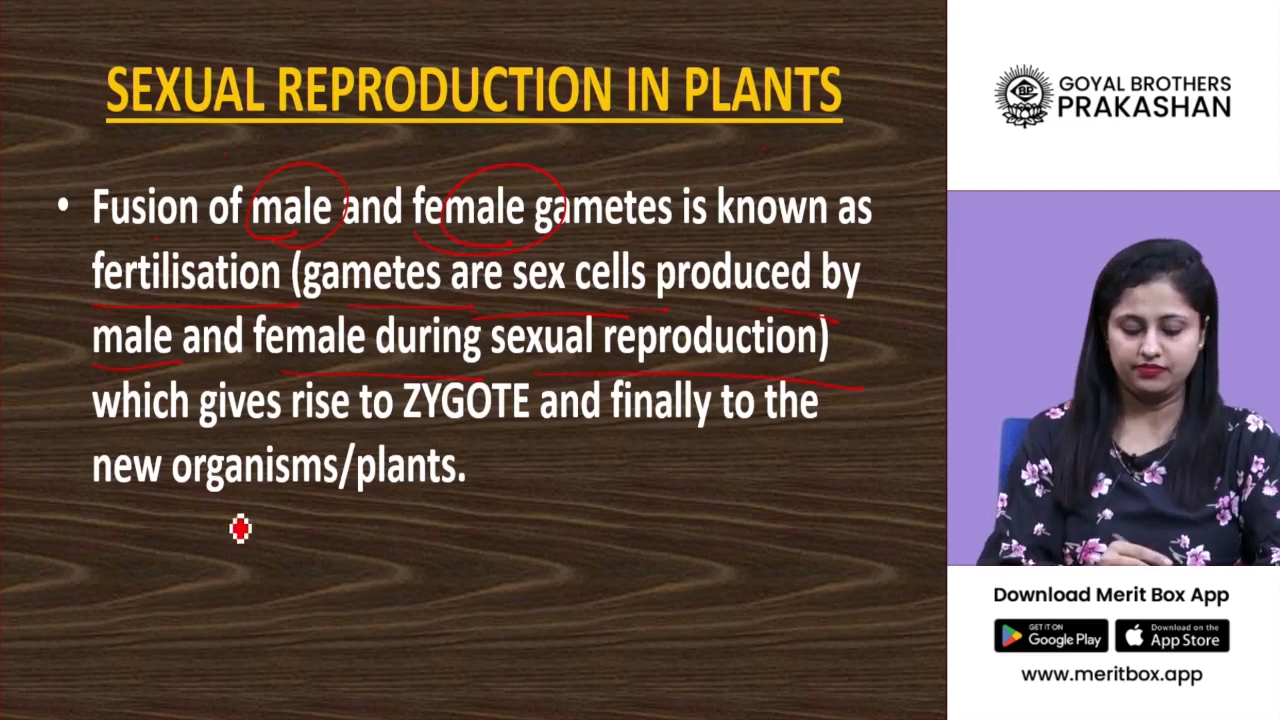 SEXUAL REPRODUCTION IN PLANTS
• Fusion of male and female gametes is known as
fertilisation (gametes are sex cells produced by
male and female during sexual reproduction)
which gives rise to ZYGOTE and finally to the
new organisms/plants.
GBP
GOYAL BROTHERS
PRAKASHAN
Download Merit Box App
GET IT ON
Google Play
Download on the
App Store
www.meritbox.app